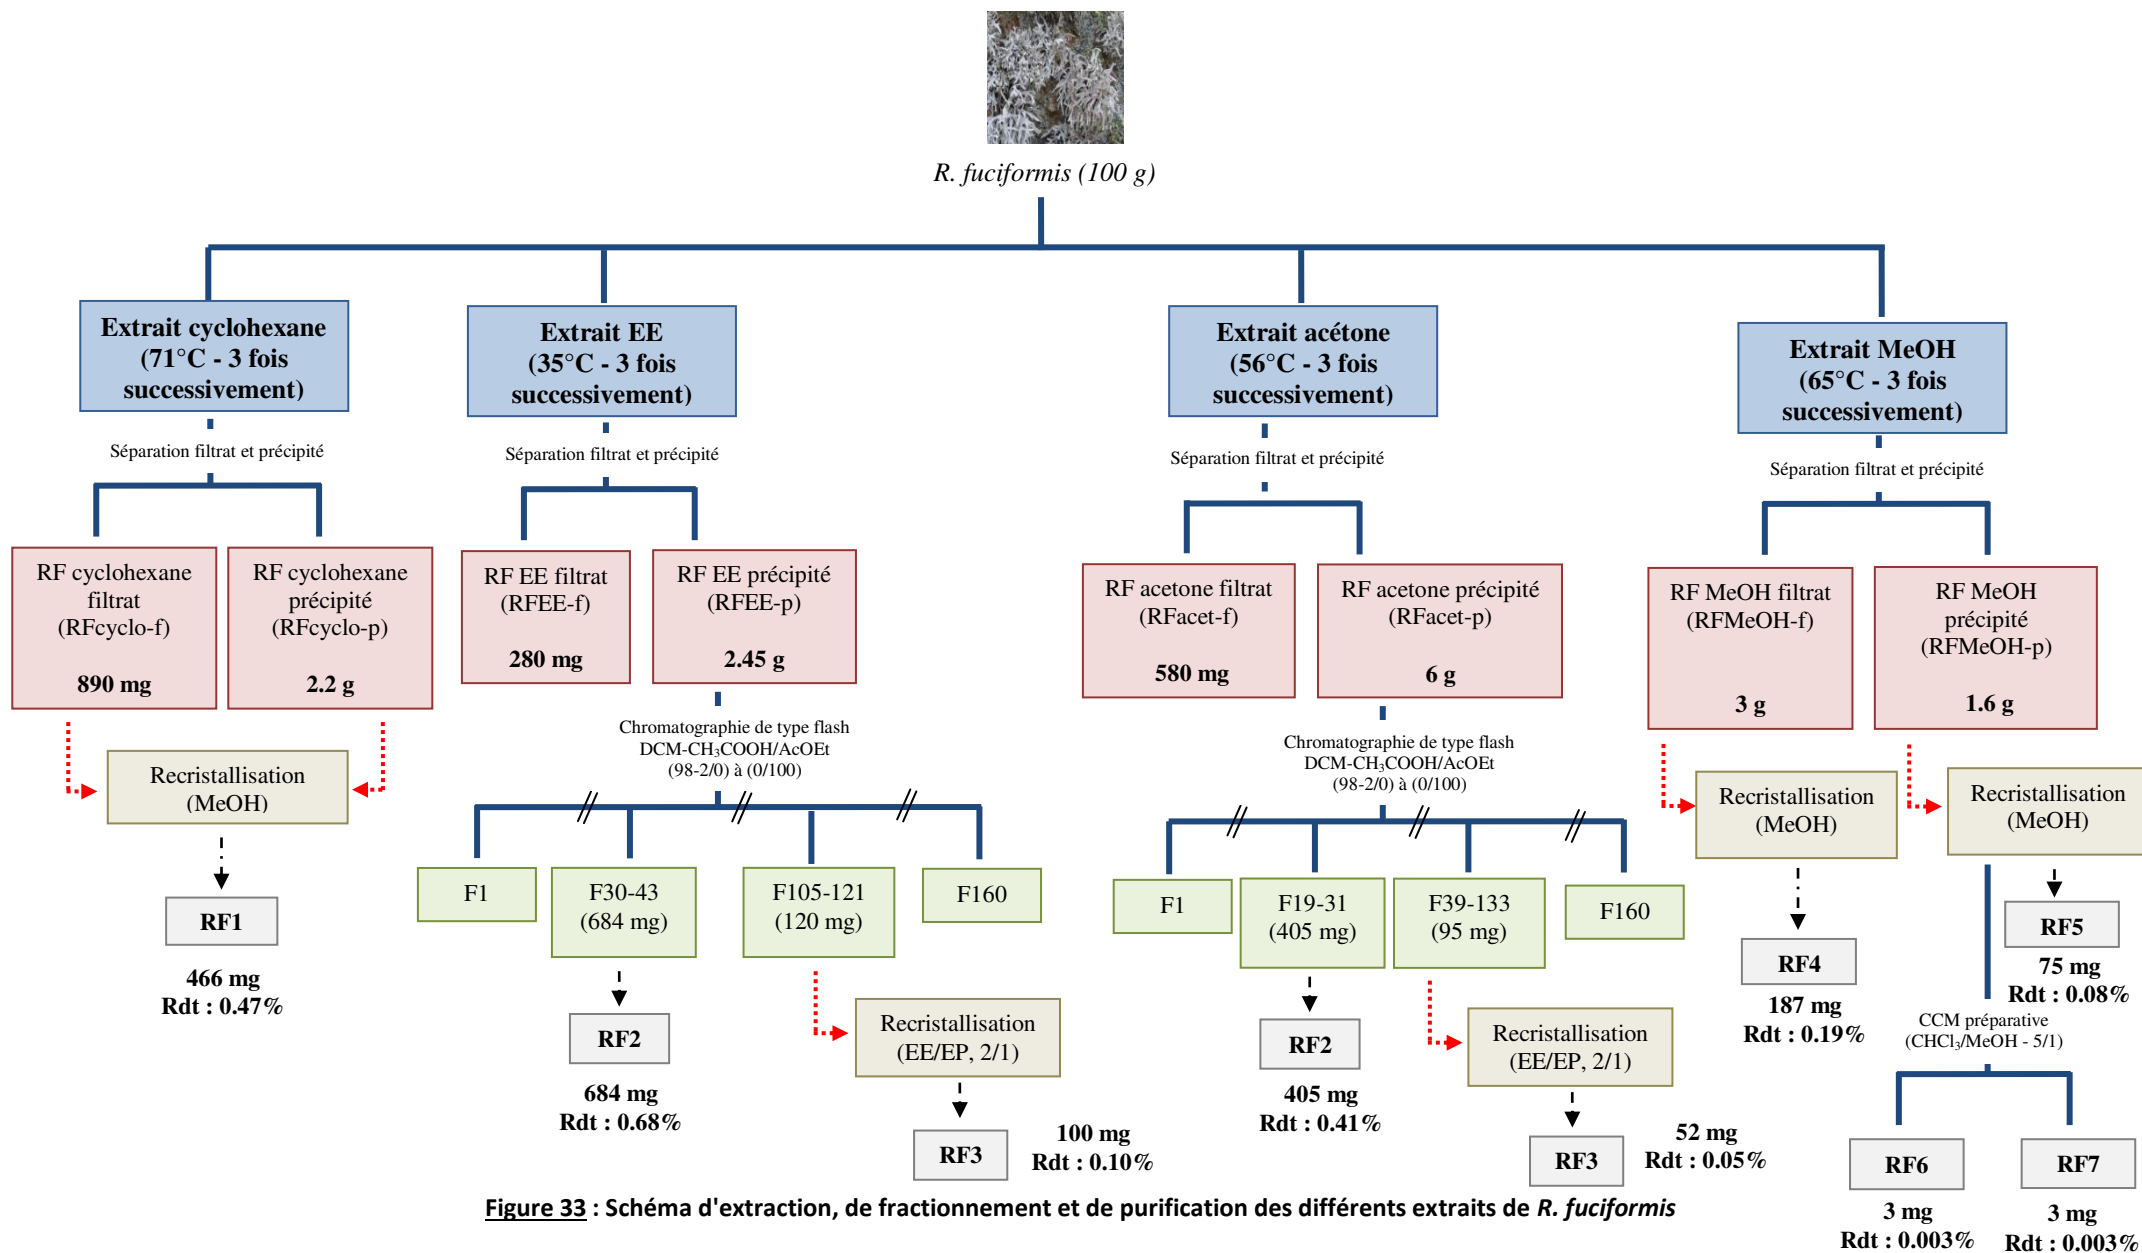 R. fuciformis (100 g)
Extrait cyclohexane
(71°C - 3 fois
successivement)
Extrait EE
(35°C - 3 fois
successivement)
Extrait acétone
(56°C - 3 fois
successivement)
Extrait MeOH
(65°C - 3 fois
successivement)
Séparation filtrat et précipité
Séparation filtrat et précipité
Séparation filtrat et précipité
Séparation filtrat et précipité
RF cyclohexane
filtrat
(RFcyclo-f)
890 mg
RF cyclohexane
précipité
(RFcyclo-p)
2.2 g
RF EE filtrat
(RFEE-f)
280 mg
RF EE précipité
(RFEE-p)
2.45 g
RF acetone filtrat
(RFacet-f)
580 mg
RF acetone précipité
(RFacet-p)
6 g
RF MeOH filtrat
(RFMeOH-f)
3 g
RF MeOH
précipité
(RFMeOH-p)
1.6 g
Recristallisation
(MeOH)
RF1
466 mg
Rdt : 0.47%
Chromatographie de type flash
DCM-CH₃COOH/AcOEt
(98-2/0) à (0/100)
F1
F30-43
(684 mg)
F105-121
(120 mg)
F160
RF2
684 mg
Rdt : 0.68%
Recristallisation
(EE/EP, 2/1)
RF3
100 mg
Rdt : 0.10%
Chromatographie de type flash
DCM-CH₃COOH/AcOEt
(98-2/0) à (0/100)
F1
F19-31
(405 mg)
F39-133
(95 mg)
F160
RF2
405 mg
Rdt : 0.41%
Recristallisation
(EE/EP, 2/1)
RF3
52 mg
Rdt : 0.05%
Recristallisation
(MeOH)
RF4
187 mg
Rdt : 0.19%
Recristallisation
(MeOH)
RF5
75 mg
Rdt : 0.08%
CCM préparative
(CHCl₃/MeOH - 5/1)
RF6
3 mg
Rdt : 0.003%
RF7
3 mg
Rdt : 0.003%
Figure 33 : Schéma d'extraction, de fractionnement et de purification des différents extraits de R. fuciformis